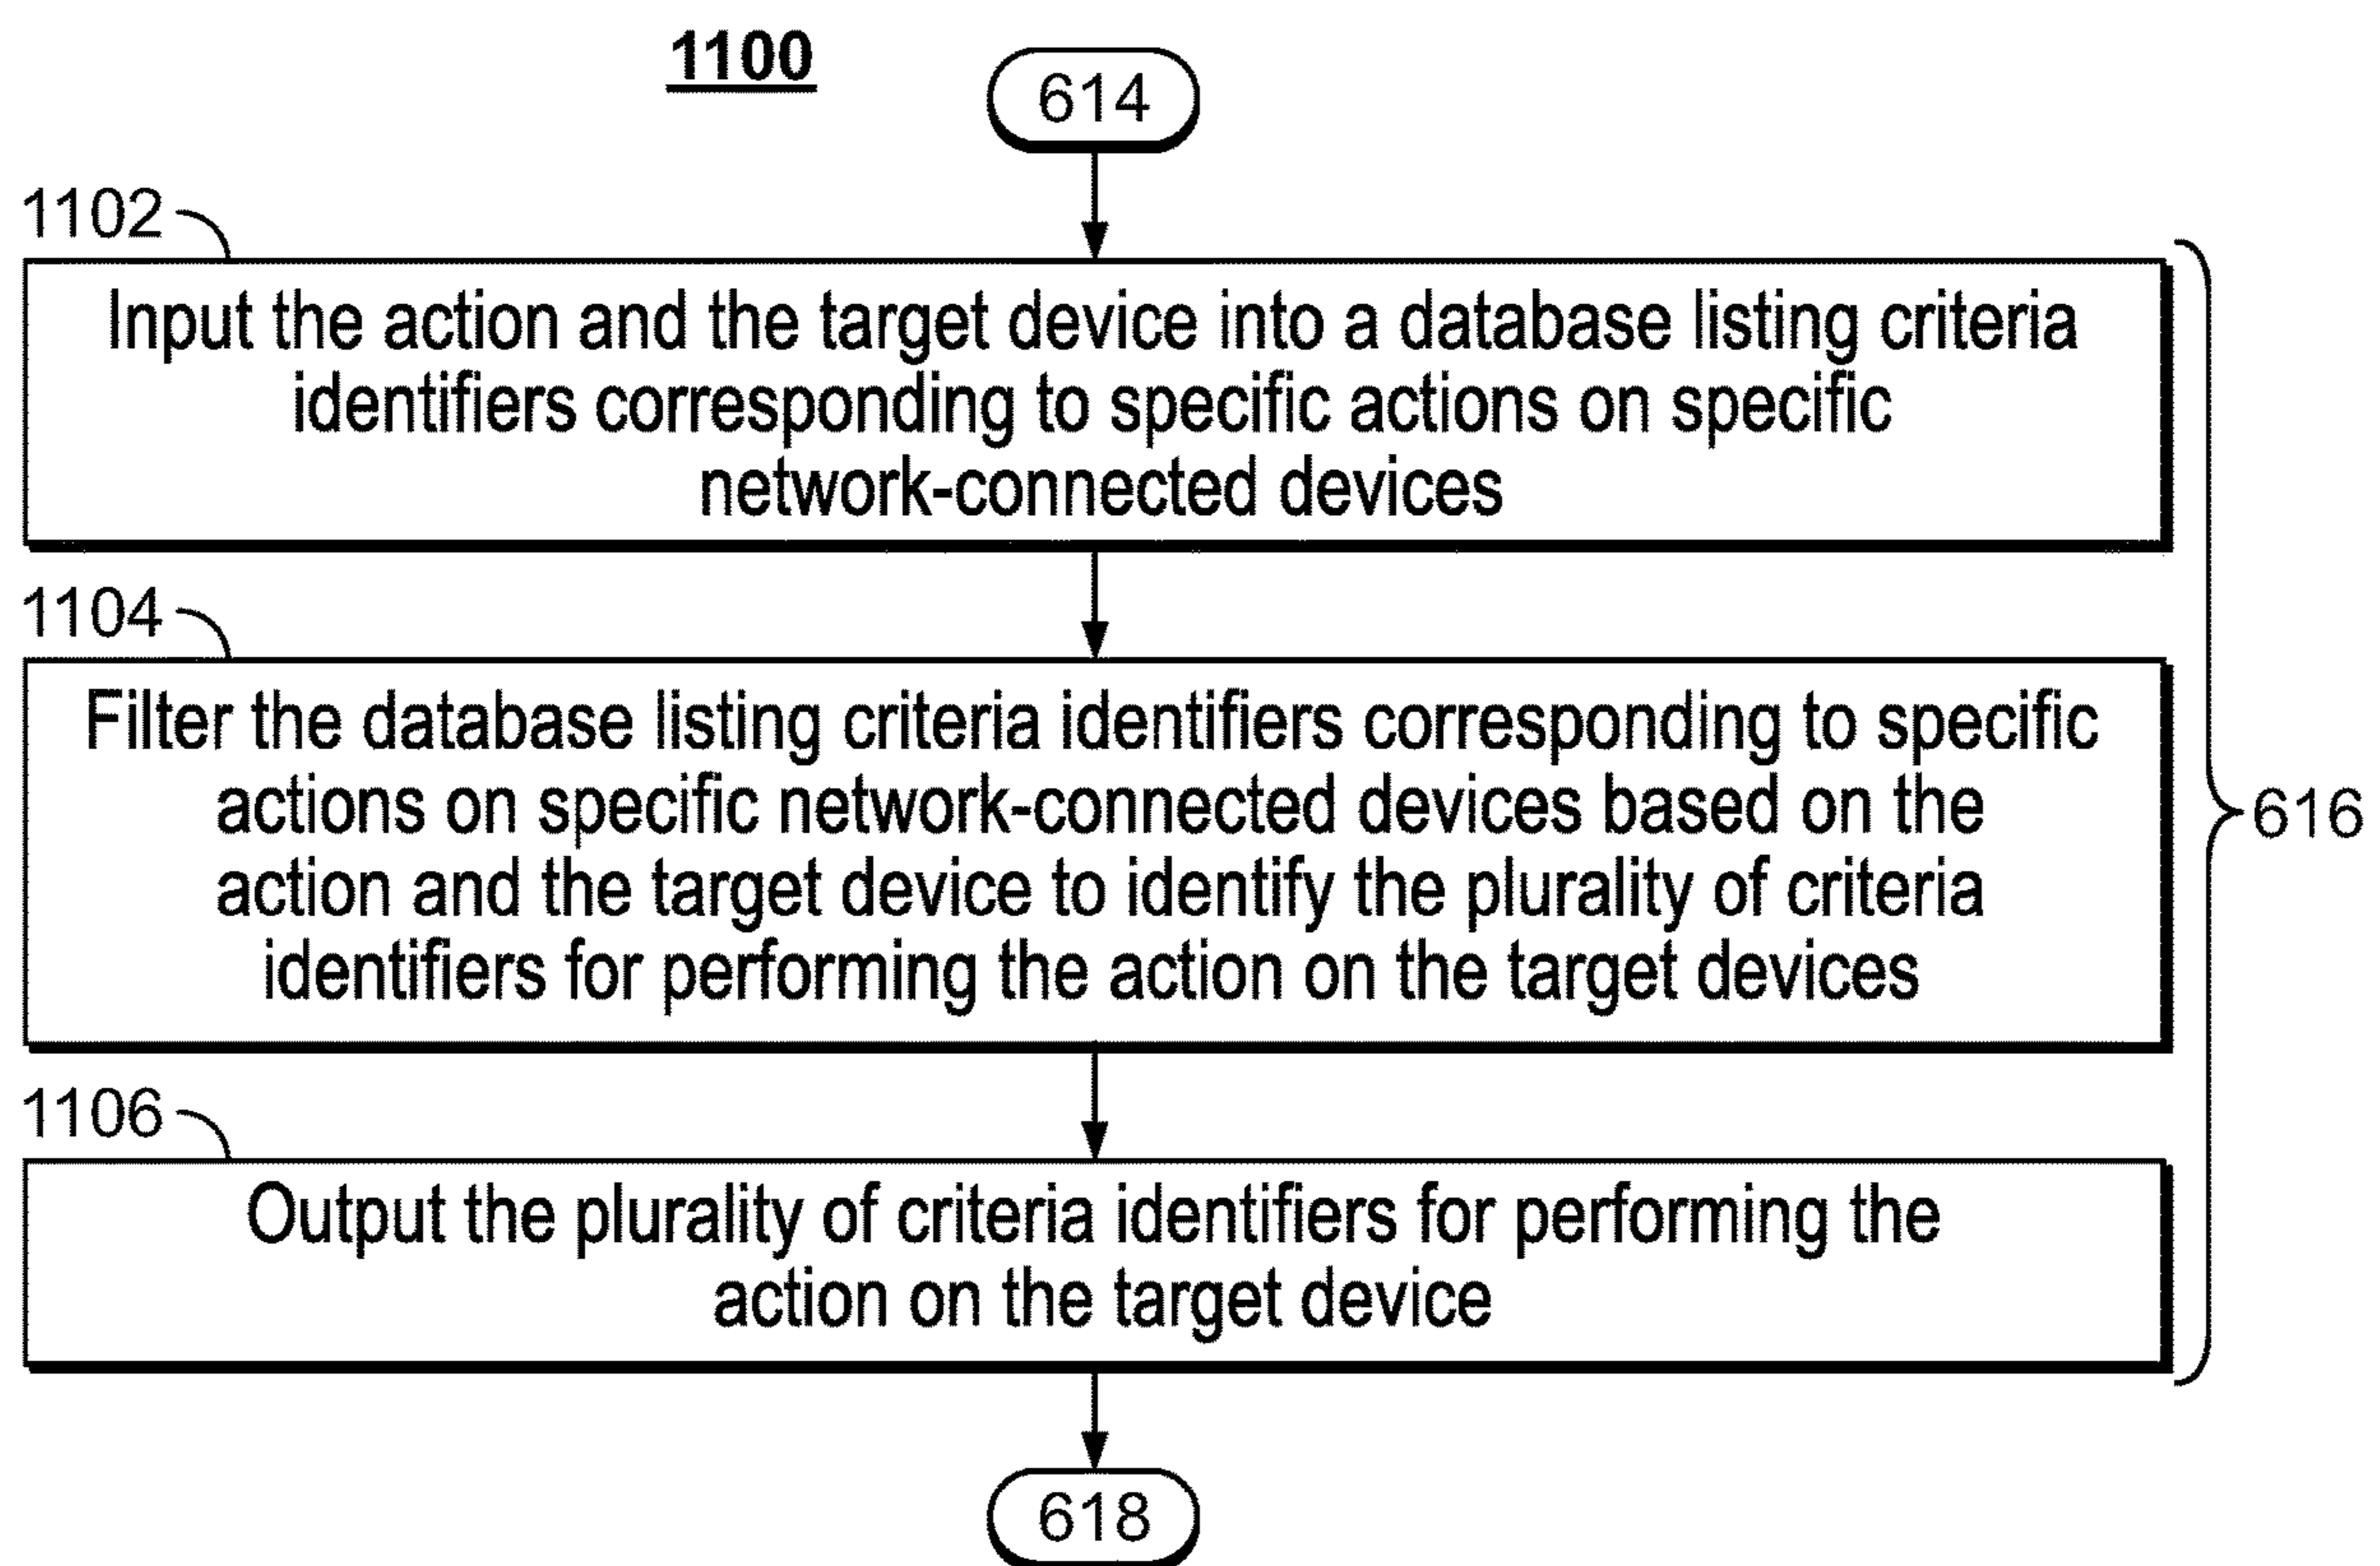 1100
614
1102
Input the action and the target device into a database listing criteria
identifiers corresponding to specific actions on specific
network-connected devices
1104
Filter the database listing criteria identifiers corresponding to specific
actions on specific network-connected devices based on the
action and the target device to identify the plurality of criteria
identifiers for performing the action on the target devices
616
1106
Output the plurality of criteria identifiers for performing the
action on the target device
618